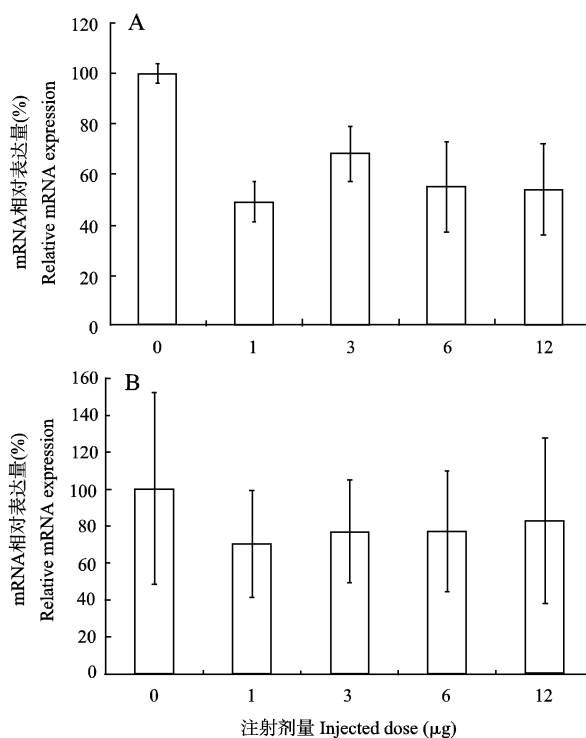 A
120
100
80
60
40
20
0
mRNA相对表达量(%)
Relative mRNA expression
0 1 3 6 12
B
160
140
120
100
80
60
40
20
0
mRNA相对表达量(%)
Relative mRNA expression
0 1 3 6 12
注射剂量 Injected dose (μg)